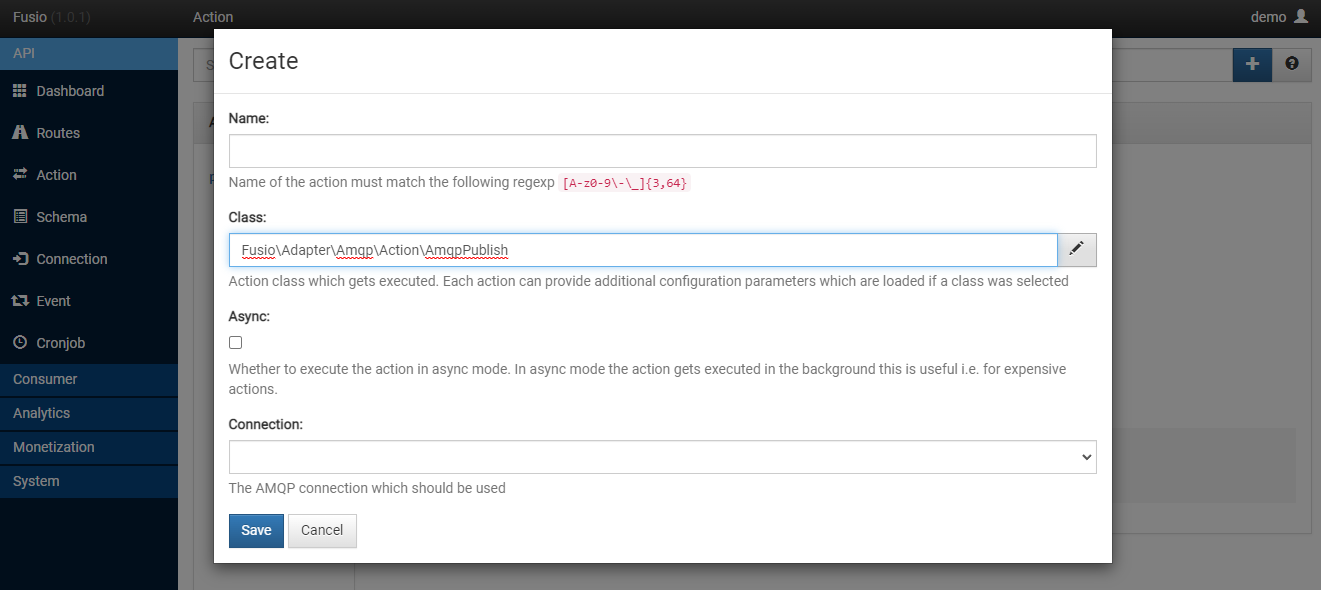 Fusio (1.0.1)
Action
demo
API
Dashboard
Routes
Action
Schema
Connection
Event
Cronjob
Consumer
Analytics
Monetization
System
Create
Name:
Name of the action must match the following regexp [A-z0-9\-\_]{3,64}
Class:
Fusio\Adapter\Amqp\Action\AmqpPublish
Action class which gets executed. Each action can provide additional configuration parameters which are loaded if a class was selected
Async:
Whether to execute the action in async mode. In async mode the action gets executed in the background this is useful i.e. for expensive
actions.
Connection:
The AMQP connection which should be used
Save
Cancel